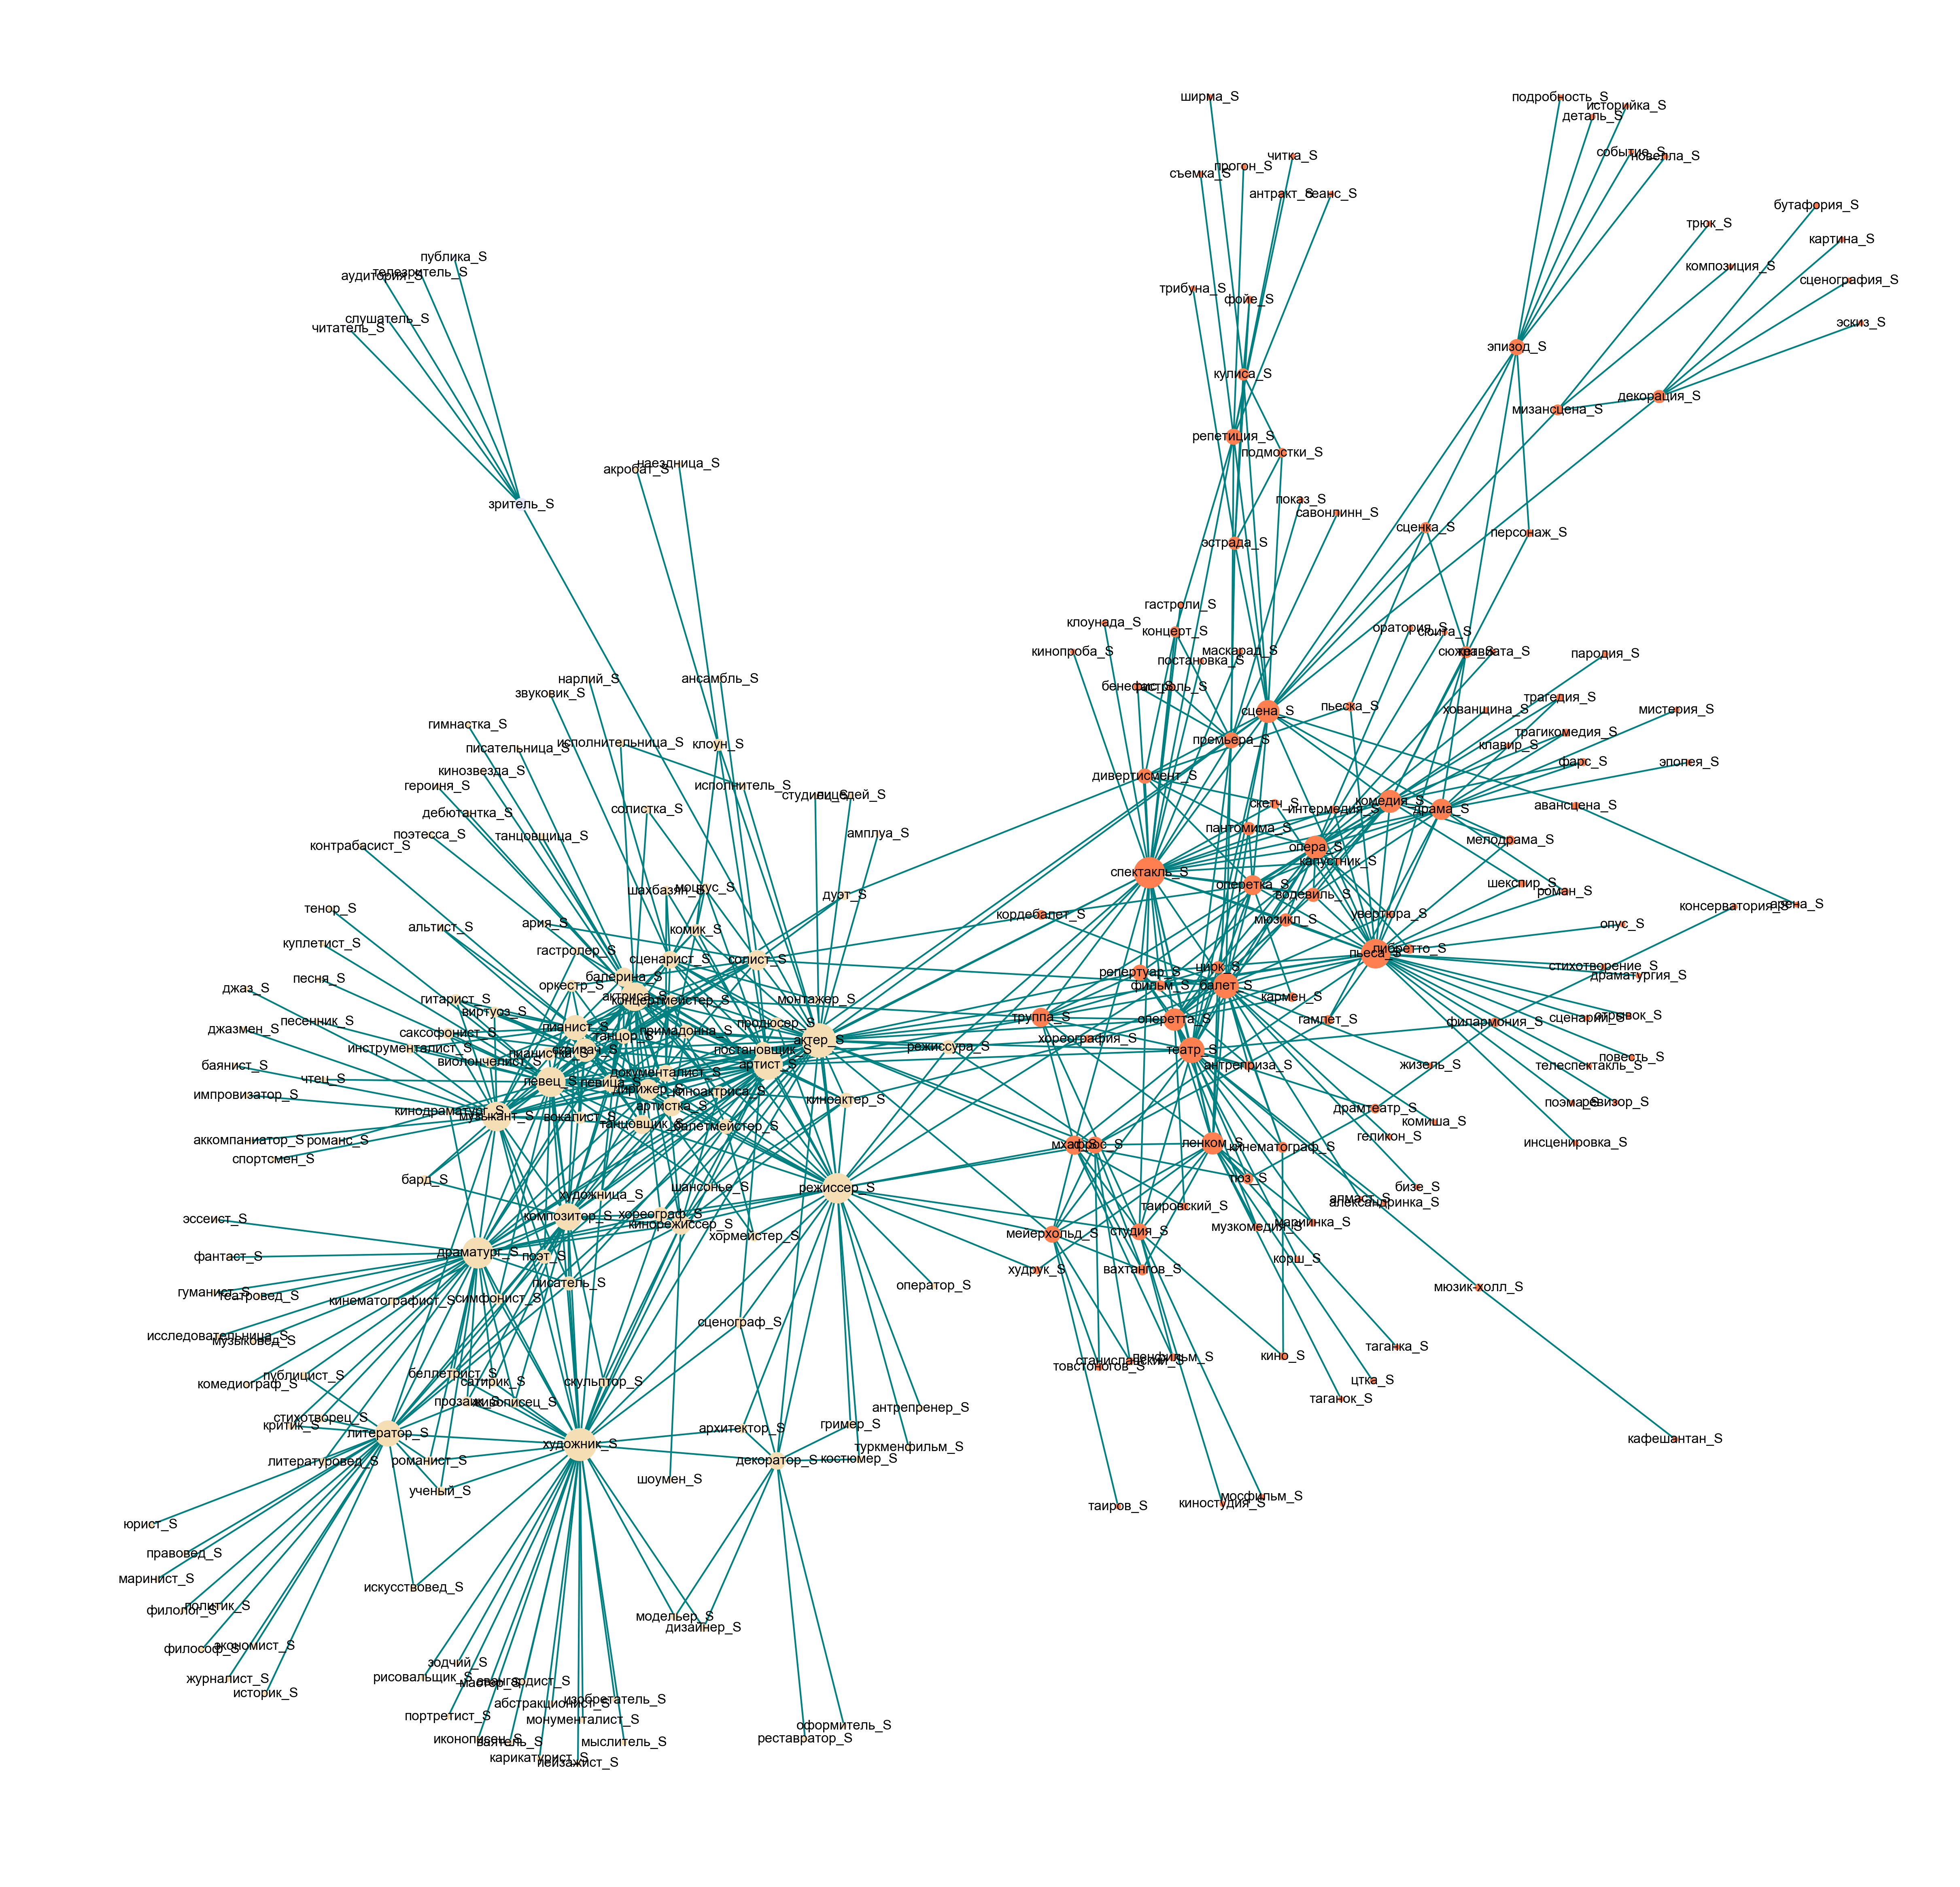 ширма_S
подробность_S
историйка_S
деталь_S
читка_S
событие_S
новелла_S
прогон_S
съемка_S
антракт_S
сеанс_S
бутафория_S
трюк_S
картина_S
публика_S
телезритель_S
аудитория_S
композиция_S
сценография_S
трибуна_S
фойе_S
слушатель_S
читатель_S
эскиз_S
эпизод_S
кулиса_S
декорация_S
мизансцена_S
репетиция_S
подмостки_S
наездница_S
акробат_S
зритель_S
показ_S
савонлинн_S
сценка_S
персонаж_S
эстрада_S
гастроли_S
клоунада_S
концерт_S
оратория_S
сюита_S
кинопроба_S
маскарад_S
постановка_S
пародия_S
нарлий_S
ансамбль_S
звуковик_S
бенефис_S
трагедия_S
пьеска_S
сцена_S
хованщина_S
мистерия_S
гимнастка_S
премьера_S
трагикомедия_S
исполнительница_S
клоун_S
писательница_S
клавир_S
кинозвезда_S
дивертисмент_S
фарс_S
эпопея_S
героиня_S
исполнитель_S
лицедей_S
солистка_S
скетч_S
интермедия_S
комедия_S
драма_S
авансцена_S
дебютантка_S
поэтесса_S
танцовщица_S
амплуа_S
пантомима_S
контрабасист_S
опера_S
капустник_S
мелодрама_S
спектакль_S
оперетка_S
водевиль_S
шекспир_S
роман_S
шахбазян_S
моцкус_S
дуэт_S
тенор_S
кордебалет_S
мюзикл_S
увертюра_S
консерватория_S
арена_S
альтист_S
ария_S
комик_S
опус_S
куплетист_S
гастролер_S
сценарист_S
солист_S
либретто_S
пьеса_S
песня_S
балерина_S
репертуар_S
цирк_S
стихотворение_S
драматургия_S
джаз_S
оркестр_S
актриса_S
концертмейстер_S
монтажер_S
фильм_S
балет_S
кармен_S
гитарист_S
виртуоз_S
труппа_S
оперетта_S
гамлет_S
филармония_S
сценарий_S
отрывок_S
джазмен_S
песенник_S
саксофонист_S
пианист_S
танцор_S
примадонна_S
продюсер_S
актер_S
хореография_S
режиссура_S
театр_S
инструменталист_S
пианистка_S
постановщик_S
артист_S
антреприза_S
жизель_S
повесть_S
телеспектакль_S
баянист_S
чтец_S
певец_S
певица_S
документалист_S
дирижер_S
киноактриса_S
импровизатор_S
киноактер_S
артистка_S
драмтеатр_S
поэма_S
ревизор_S
кинодраматург_S
музыкант_S
вокалист_S
танцовщик_S
балетмейстер_S
комиша_S
геликон_S
аккомпаниатор_S
романс_S
ленком_S
кинематограф_S
инсценировка_S
спортсмен_S
бард_S
художница_S
шансонье_S
режиссер_S
тюз_S
бизе_S
александринка_S
таировский_S
эссеист_S
композитор_S
хореограф_S
кинорежиссер_S
хормейстер_S
мейерхольд_S
студия_S
музкомедия_S
мариинка_S
фантаст_S
драматург_S
поэт_S
корш_S
худрук_S
вахтангов_S
писатель_S
оператор_S
мюзик-холл_S
гуманист_S
театровед_S
кинематографист_S
симфонист_S
сценограф_S
исследовательница_S
музыковед_S
таганка_S
товстоногов_S
станиславский_S
ленфильм_S
кино_S
комедиограф_S
публицист_S
беллетрист_S
сатирик_S
скульптор_S
цтка_S
таганок_S
прозаик_S
живописец_S
антрепренер_S
стихотворец_S
критик_S
литератор_S
архитектор_S
гример_S
художник_S
туркменфильм_S
кафешантан_S
литературовед_S
романист_S
декоратор_S
костюмер_S
шоумен_S
ученый_S
таиров_S
киностудия_S
мосфильм_S
юрист_S
правовед_S
маринист_S
искусствовед_S
филолог_S
политик_S
модельер_S
дизайнер_S
философ_S
экономист_S
журналист_S
историк_S
зодчий_S
рисовальщик_S
мастер_S
авангардист_S
абстракционист_S
изобретатель_S
портретист_S
монументалист_S
оформитель_S
реставратор_S
иконописец_S
ваятель_S
мыслитель_S
карикатурист_S
пейзажист_S